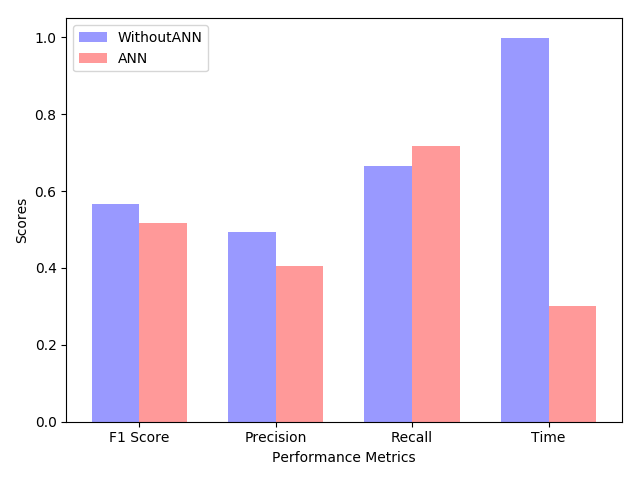 WithoutANN
ANN
1.0
0.8
0.6
0.4
0.2
0.0
Scores
F1 Score Precision Recall Time
Performance Metrics